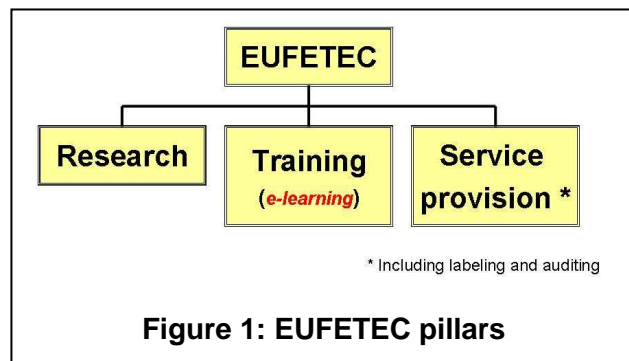 EUFETEC
Research
Training
(e-learning)
Service
provision *
* Including labeling and auditing
Figure 1: EUFETEC pillars